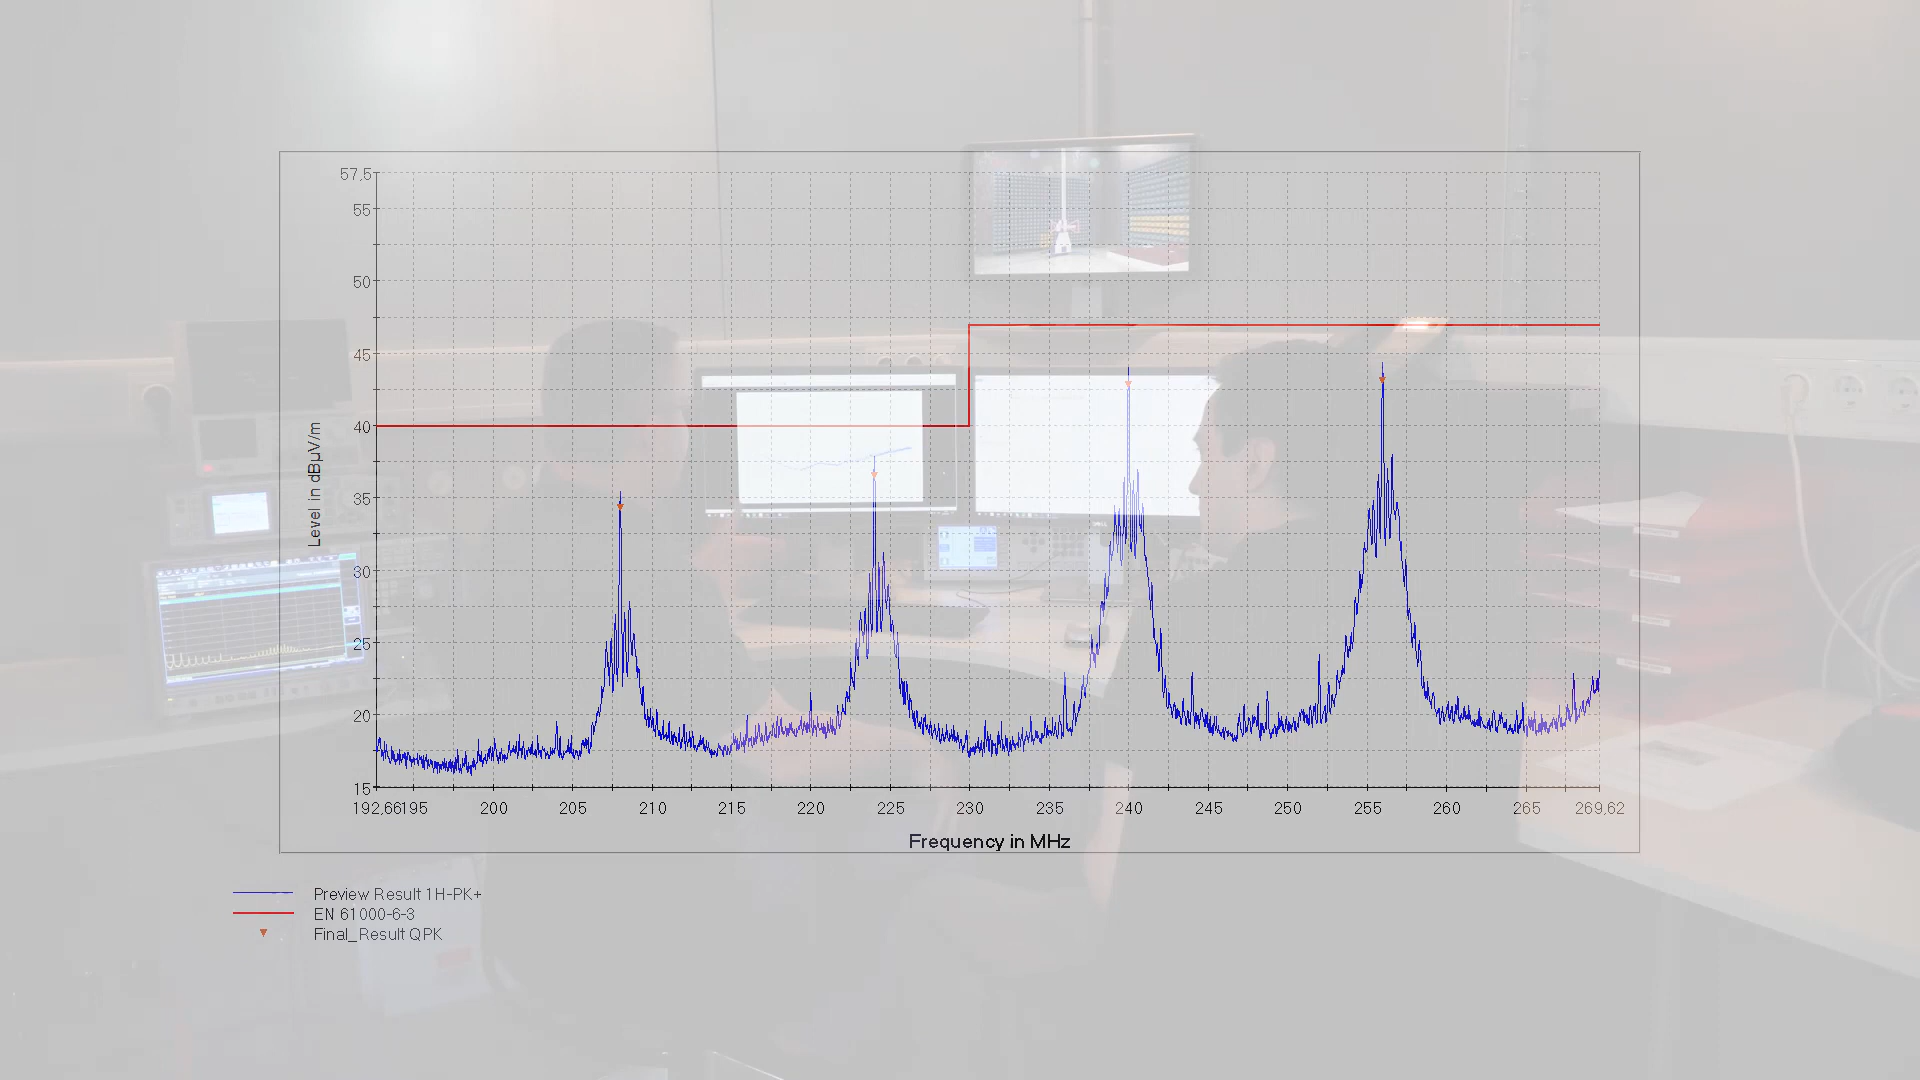 57,5
55
50
45
40
35
30
25
20
15
Level in dBµV/m
192,66195 200 205 210 215 220 225 230 235 240 245 250 255 260 265 269,62
Frequency in MHz
Preview Result 1H-PK+
EN 61000-6-3
Final_Result QPK